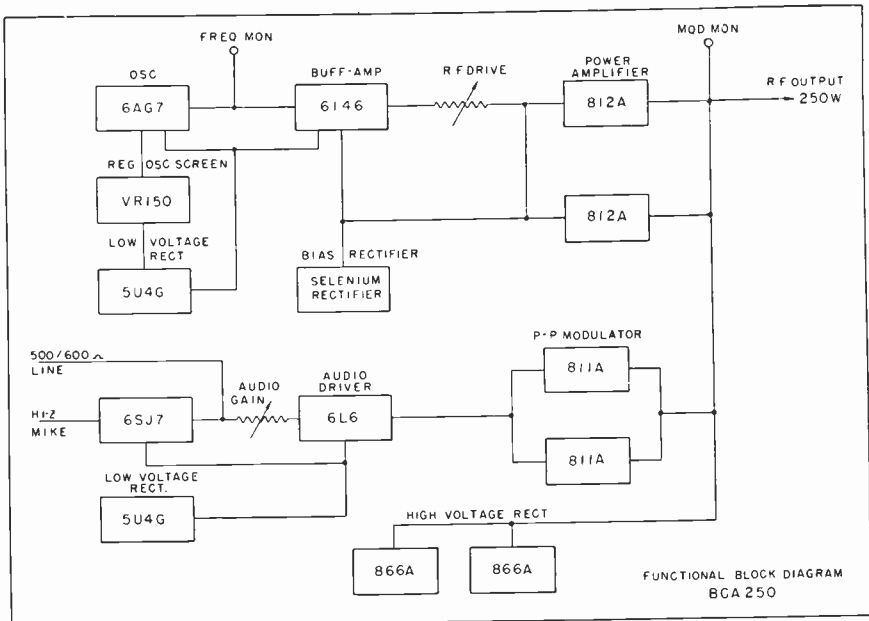 FREQ MON
MOD MON
OSC
BUFF-AMP
RF DRIVE
POWER
AMPLIFIER
RF OUTPUT
250W
6AG7
6146
812A
REG OSC SCREEN
VR150
812A
LOW VOLTAGE
RECT
BIAS RECTIFIER
5U4G
SELENIUM
RECTIFIER
P-P MODULATOR
500/600 ~
LINE
AUDIO
GAIN
AUDIO
DRIVER
811A
HI-Z
MIKE
6SJ7
6L6
811A
LOW VOLTAGE
RECT.
5U4G
HIGH VOLTAGE RECT
866A
866A
FUNCTIONAL BLOCK DIAGRAM
BCA 250